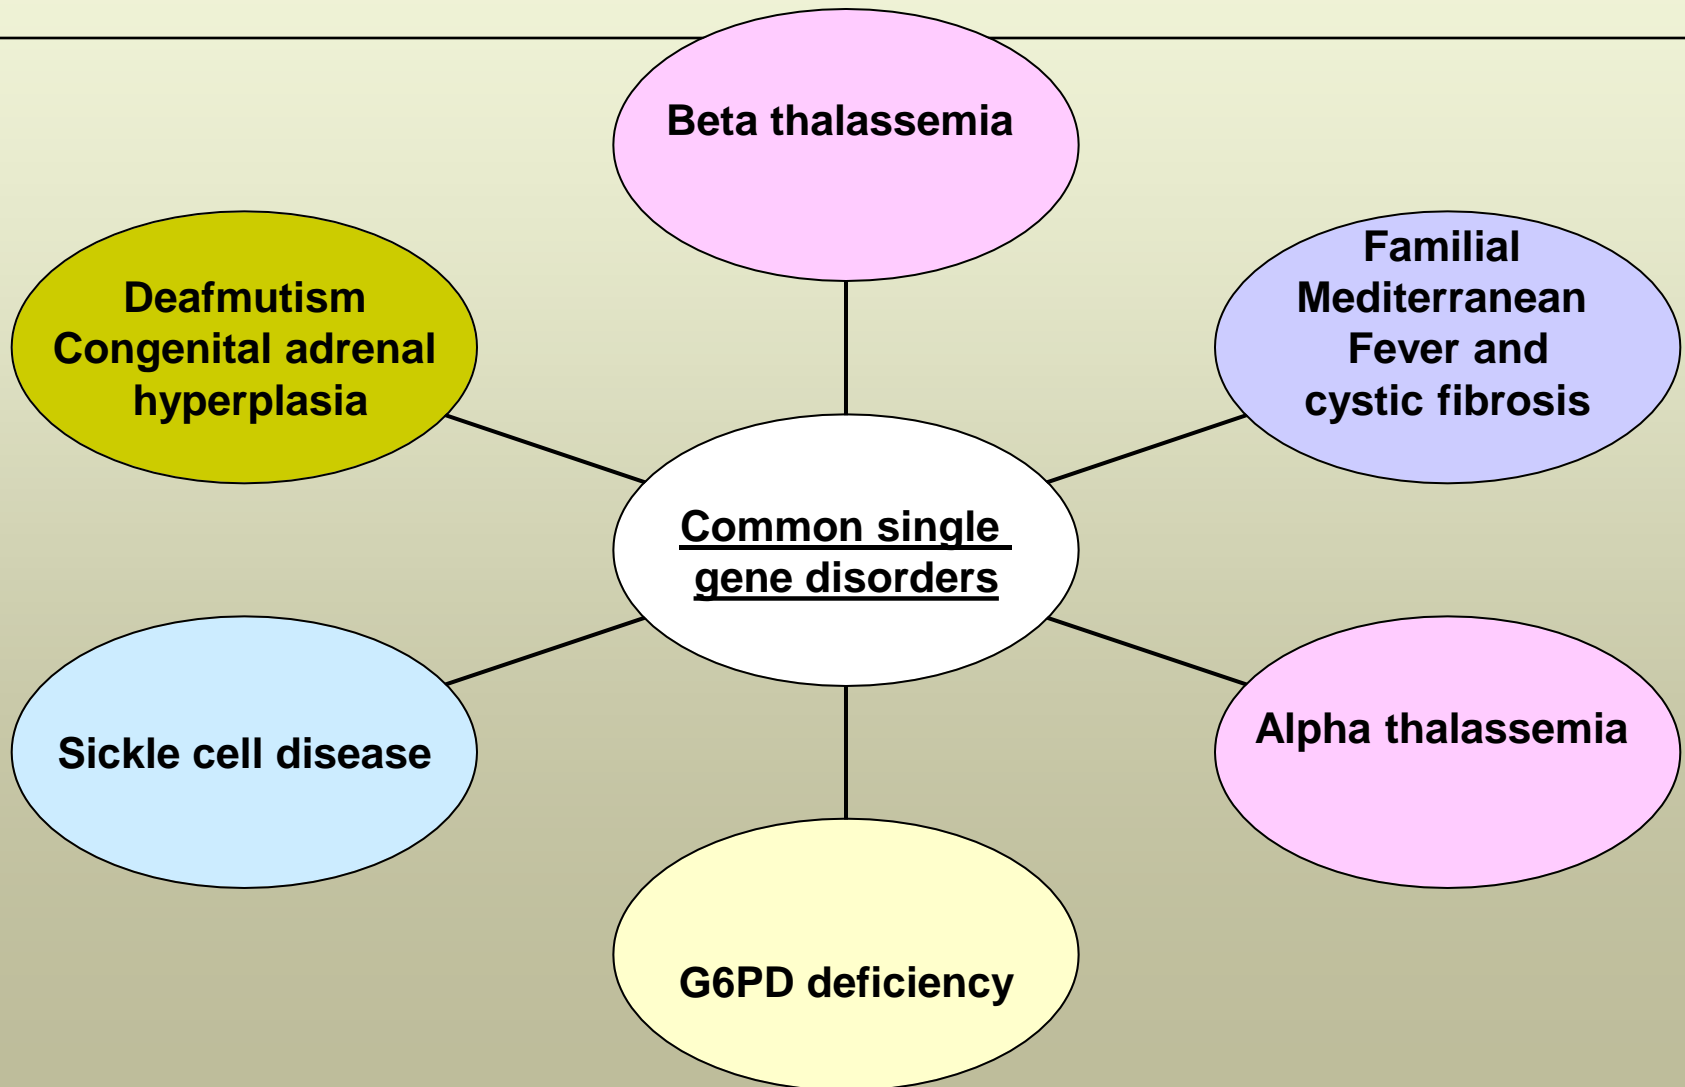 Beta thalassemia
Familial
Mediterranean
Fever and
cystic fibrosis
Deafmutism
Congenital adrenal
hyperplasia
Common single
gene disorders
Alpha thalassemia
Sickle cell disease
G6PD deficiency